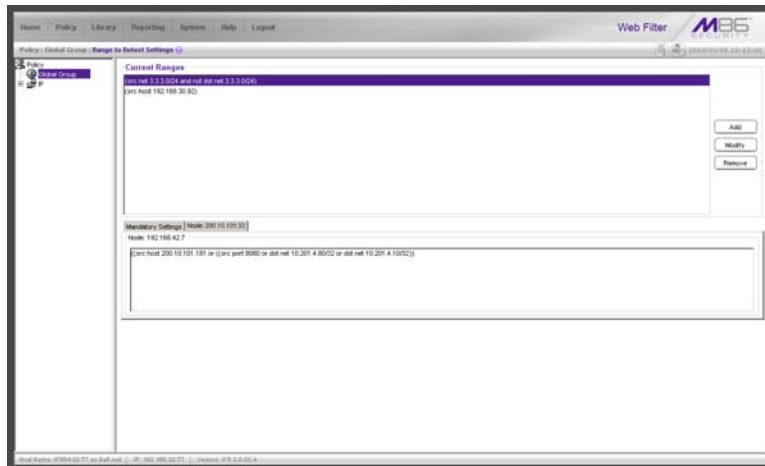 Home Policy Library Reporting System Help Logout
Web Filter
M86
SECURITY
Policy : Global Group : Range to Detect Settings
Policy
Global Group
IP
Current Ranges
(src net 3.3.3.0/24 and not dst net 3.3.3.0/24)
(src host 192.168.30.92)
Add
Modify
Remove
Mandatory Settings Node 200.10.101.33
Node: 192.168.42.7
((src host 200.10.101.191 or ((src port 8080 or dst net 10.201.4.80/32 or dst net 10.201.4.10/32))
Host Name: